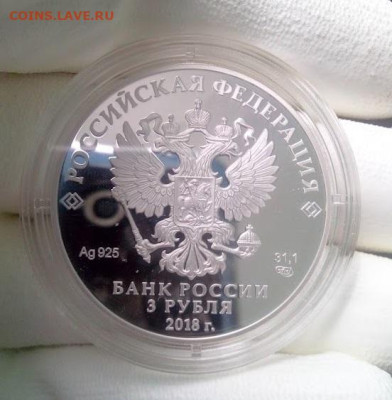 COINS.LAVE.RU
РОССИЙСКАЯ ФЕДЕРАЦИЯ
Ag 925
31,1
БАНК РОССИИ
3 РУБЛЯ
2018 г.